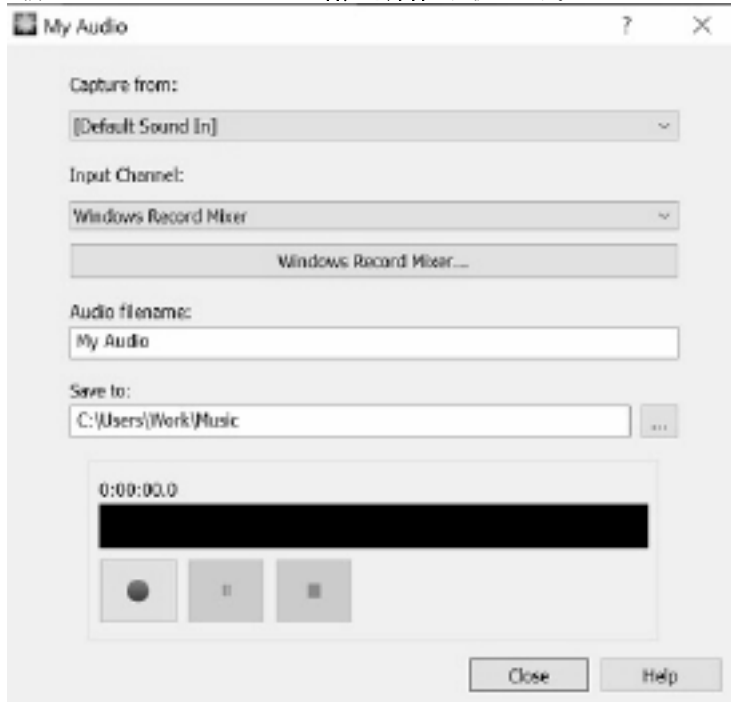 My Audio
?
Capture from:
[Default Sound In]
Input Channel:
Windows Record Mixer
Windows Record Mixer...
Audio filename:
My Audio
Save to:
C:\Users\Work\Music
...
0:00:00.0
Close
Help